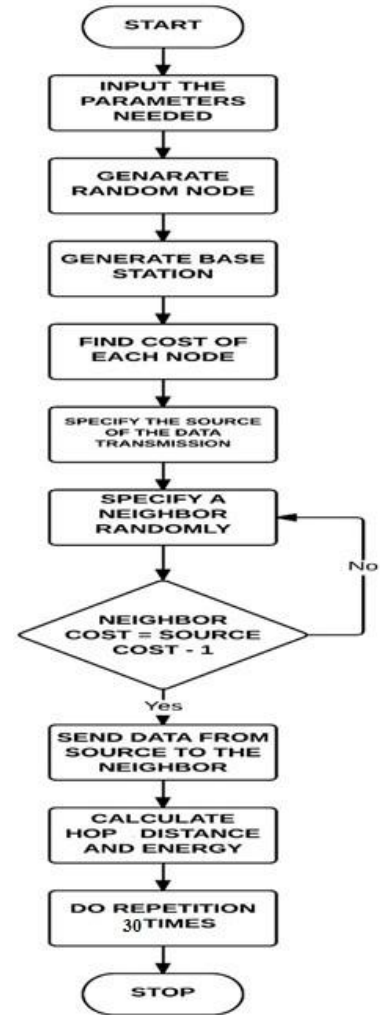 START
INPUT THE
PARAMETERS
NEEDED
GENARATE
RANDOM NODE
GENERATE BASE
STATION
FIND COST OF
EACH NODE
SPECIFY THE SOURCE
OF THE DATA
TRANSMISSION
SPECIFY A
NEIGHBOR
RANDOMLY
No
NEIGHBOR
COST = SOURCE
COST - 1
Yes
SEND DATA FROM
SOURCE TO THE
NEIGHBOR
CALCULATE
HOP DISTANCE
AND ENERGY
DO REPETITION
30 TIMES
STOP